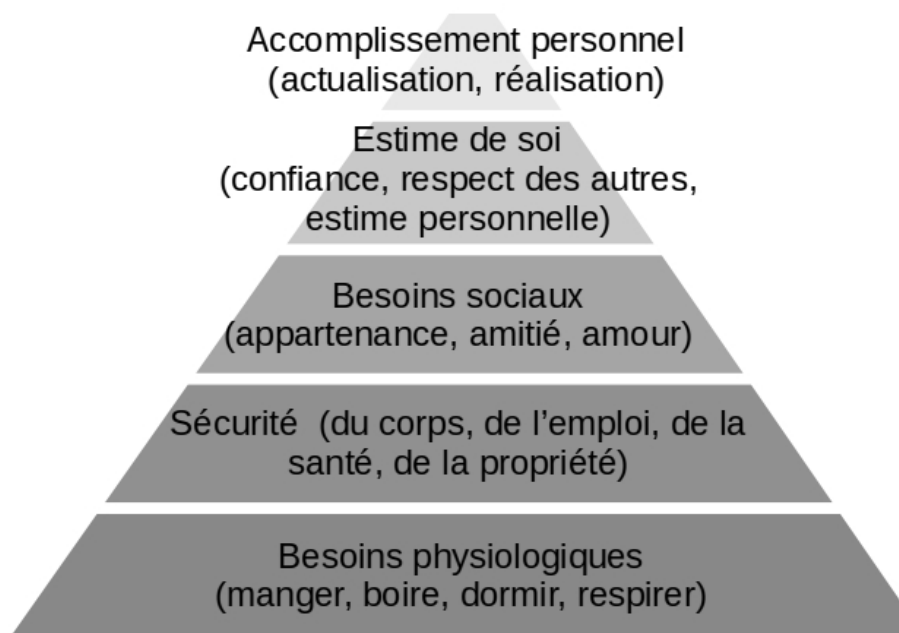 Accomplissement personnel
(actualisation, réalisation)
Estime de soi
(confiance, respect des autres,
estime personnelle)
Besoins sociaux
(appartenance, amitié, amour)
Sécurité  (du corps, de l’emploi, de la
santé, de la propriété)
Besoins physiologiques
(manger, boire, dormir, respirer)